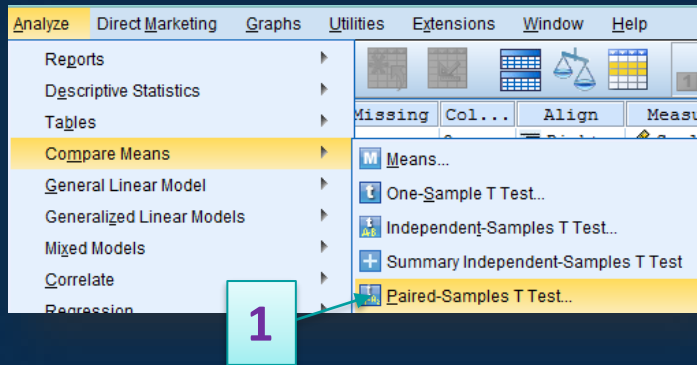 Analyze Direct Marketing Graphs Utilities Extensions Window Help
Reports
Descriptive Statistics
Tables
Compare Means
General Linear Model
Generalized Linear Models
Mixed Models
Correlate
Regression
Missing Col... Align
Means...
One-Sample T Test...
Independent-Samples T Test...
Summary Independent-Samples T Test
Paired-Samples T Test...
1